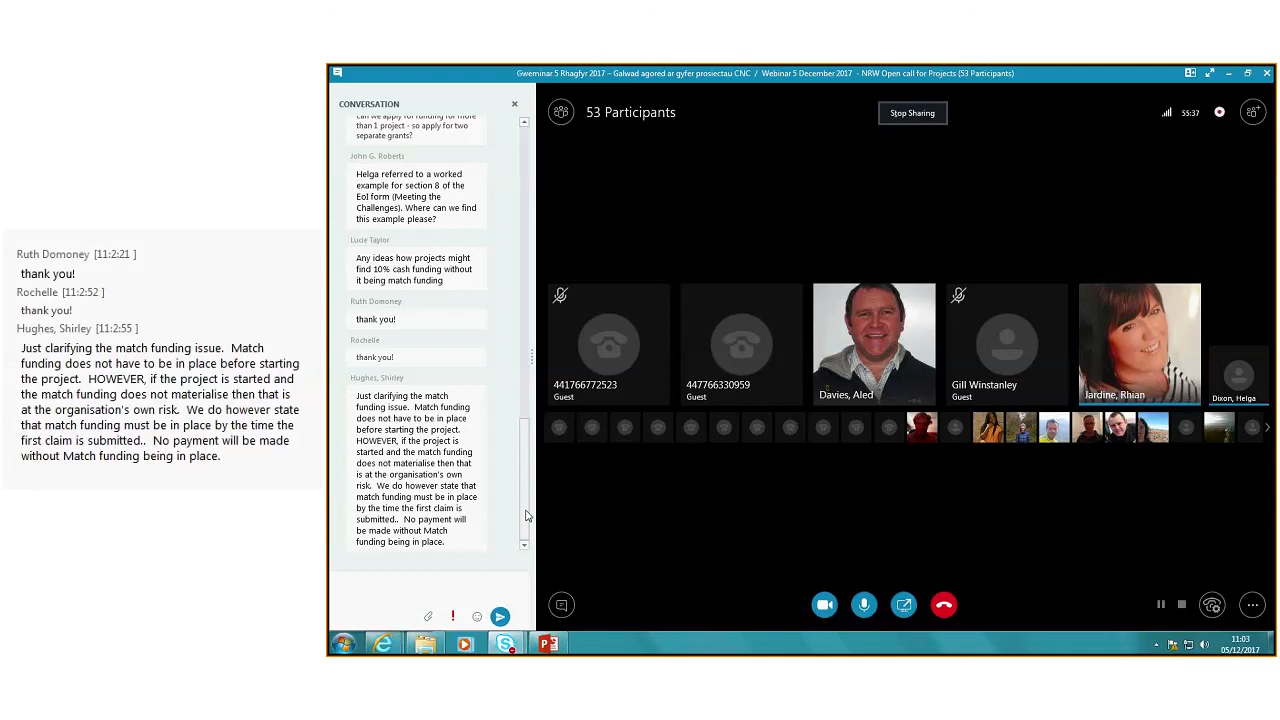 Ruth Domoney [11:2:21 ]
thank you!
Rochelle [11:2:52 ]
thank you!
Hughes, Shirley [11:2:55 ]
Just clarifying the match funding issue.  Match
funding does not have to be in place before starting
the project.  HOWEVER, if the project is started and
the match funding does not materialise then that is
at the organisation's own risk.  We do however state
that match funding must be in place by the time the
first claim is submitted..  No payment will be made
without Match funding being in place.
Gweminar 5 Rhagfyr 2017 – Galwad agored ar gyfer prosiectau CNC  /  Webinar 5 December 2017  - NRW Open call for Projects (53 Participants)
CONVERSATION
can we apply for funding for more
than 1 project - so apply for two
separate grants?
John G. Roberts
Helga referred to a worked
example for section 8 of the
EoI form (Meeting the
Challenges). Where can we find
this example please?
Lucie Taylor
Any ideas how projects might
find 10% cash funding without
it being match funding
Ruth Domoney
thank you!
Rochelle
thank you!
Hughes, Shirley
Just clarifying the match
funding issue.  Match funding
does not have to be in place
before starting the project.
HOWEVER, if the project is
started and the match funding
does not materialise then that
is at the organisation's own
risk.  We do however state that
match funding must be in place
by the time the first claim is
submitted..  No payment will
be made without Match
funding being in place.
53 Participants
Stop Sharing
55:37
441766772523
Guest
447766330959
Guest
Davies, Aled
Gill Winstanley
Guest
Jardine, Rhian
Dixon, Helga
11:03
05/12/2017